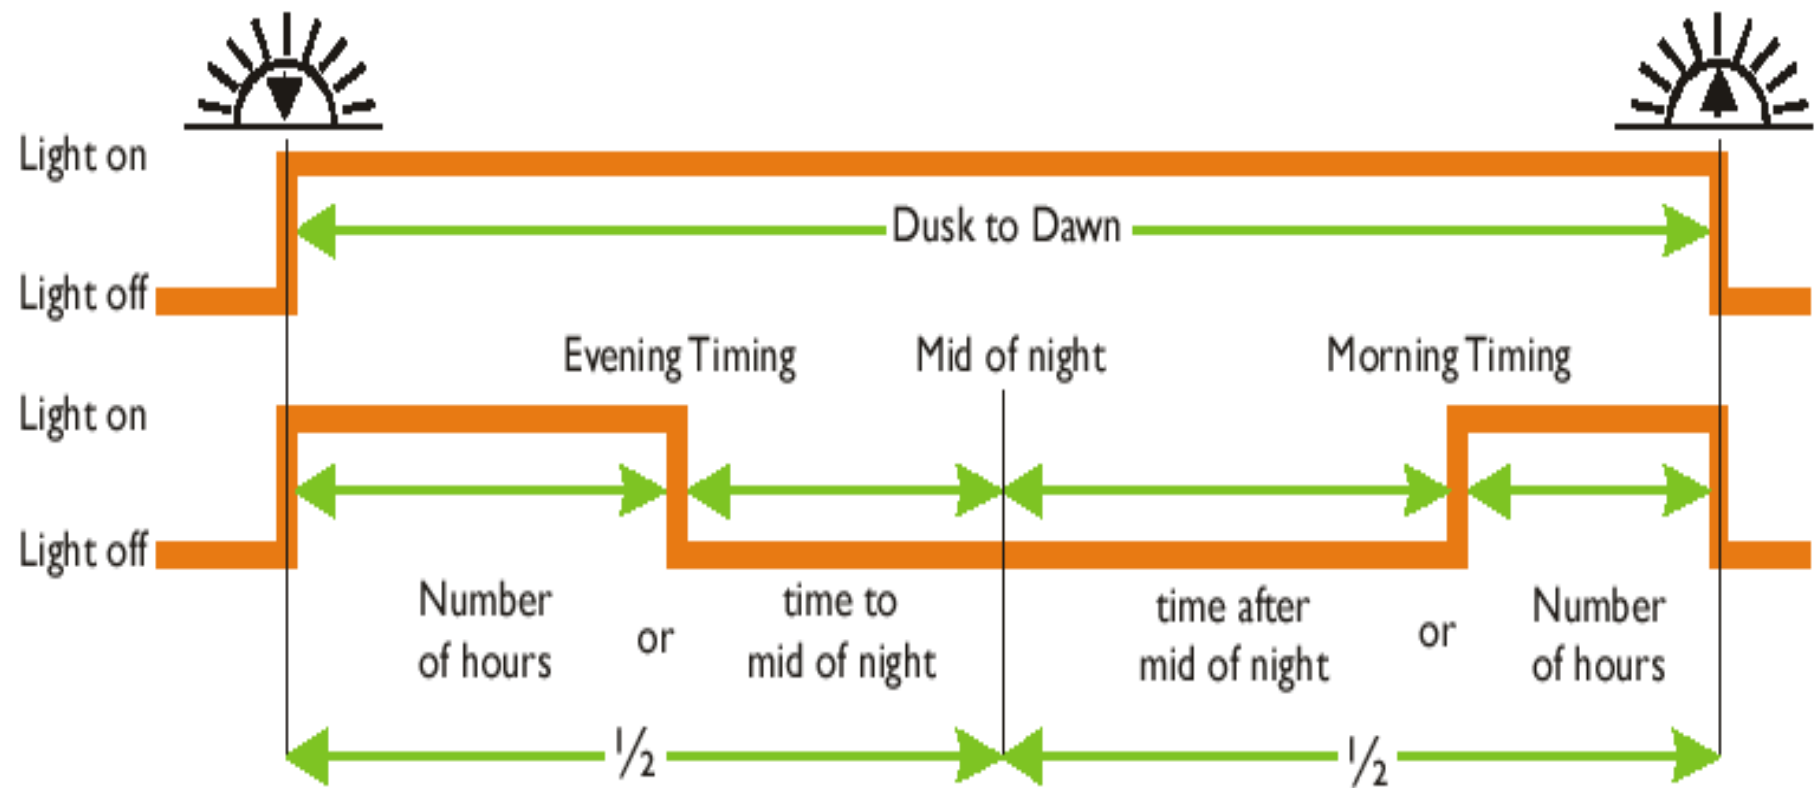 Light on
Dusk to Dawn
Light off
Evening Timing
Mid of night
Morning Timing
Light on
Light off
Number
of hours
or
time to
mid of night
time after
mid of night
or
Number
of hours
½
½